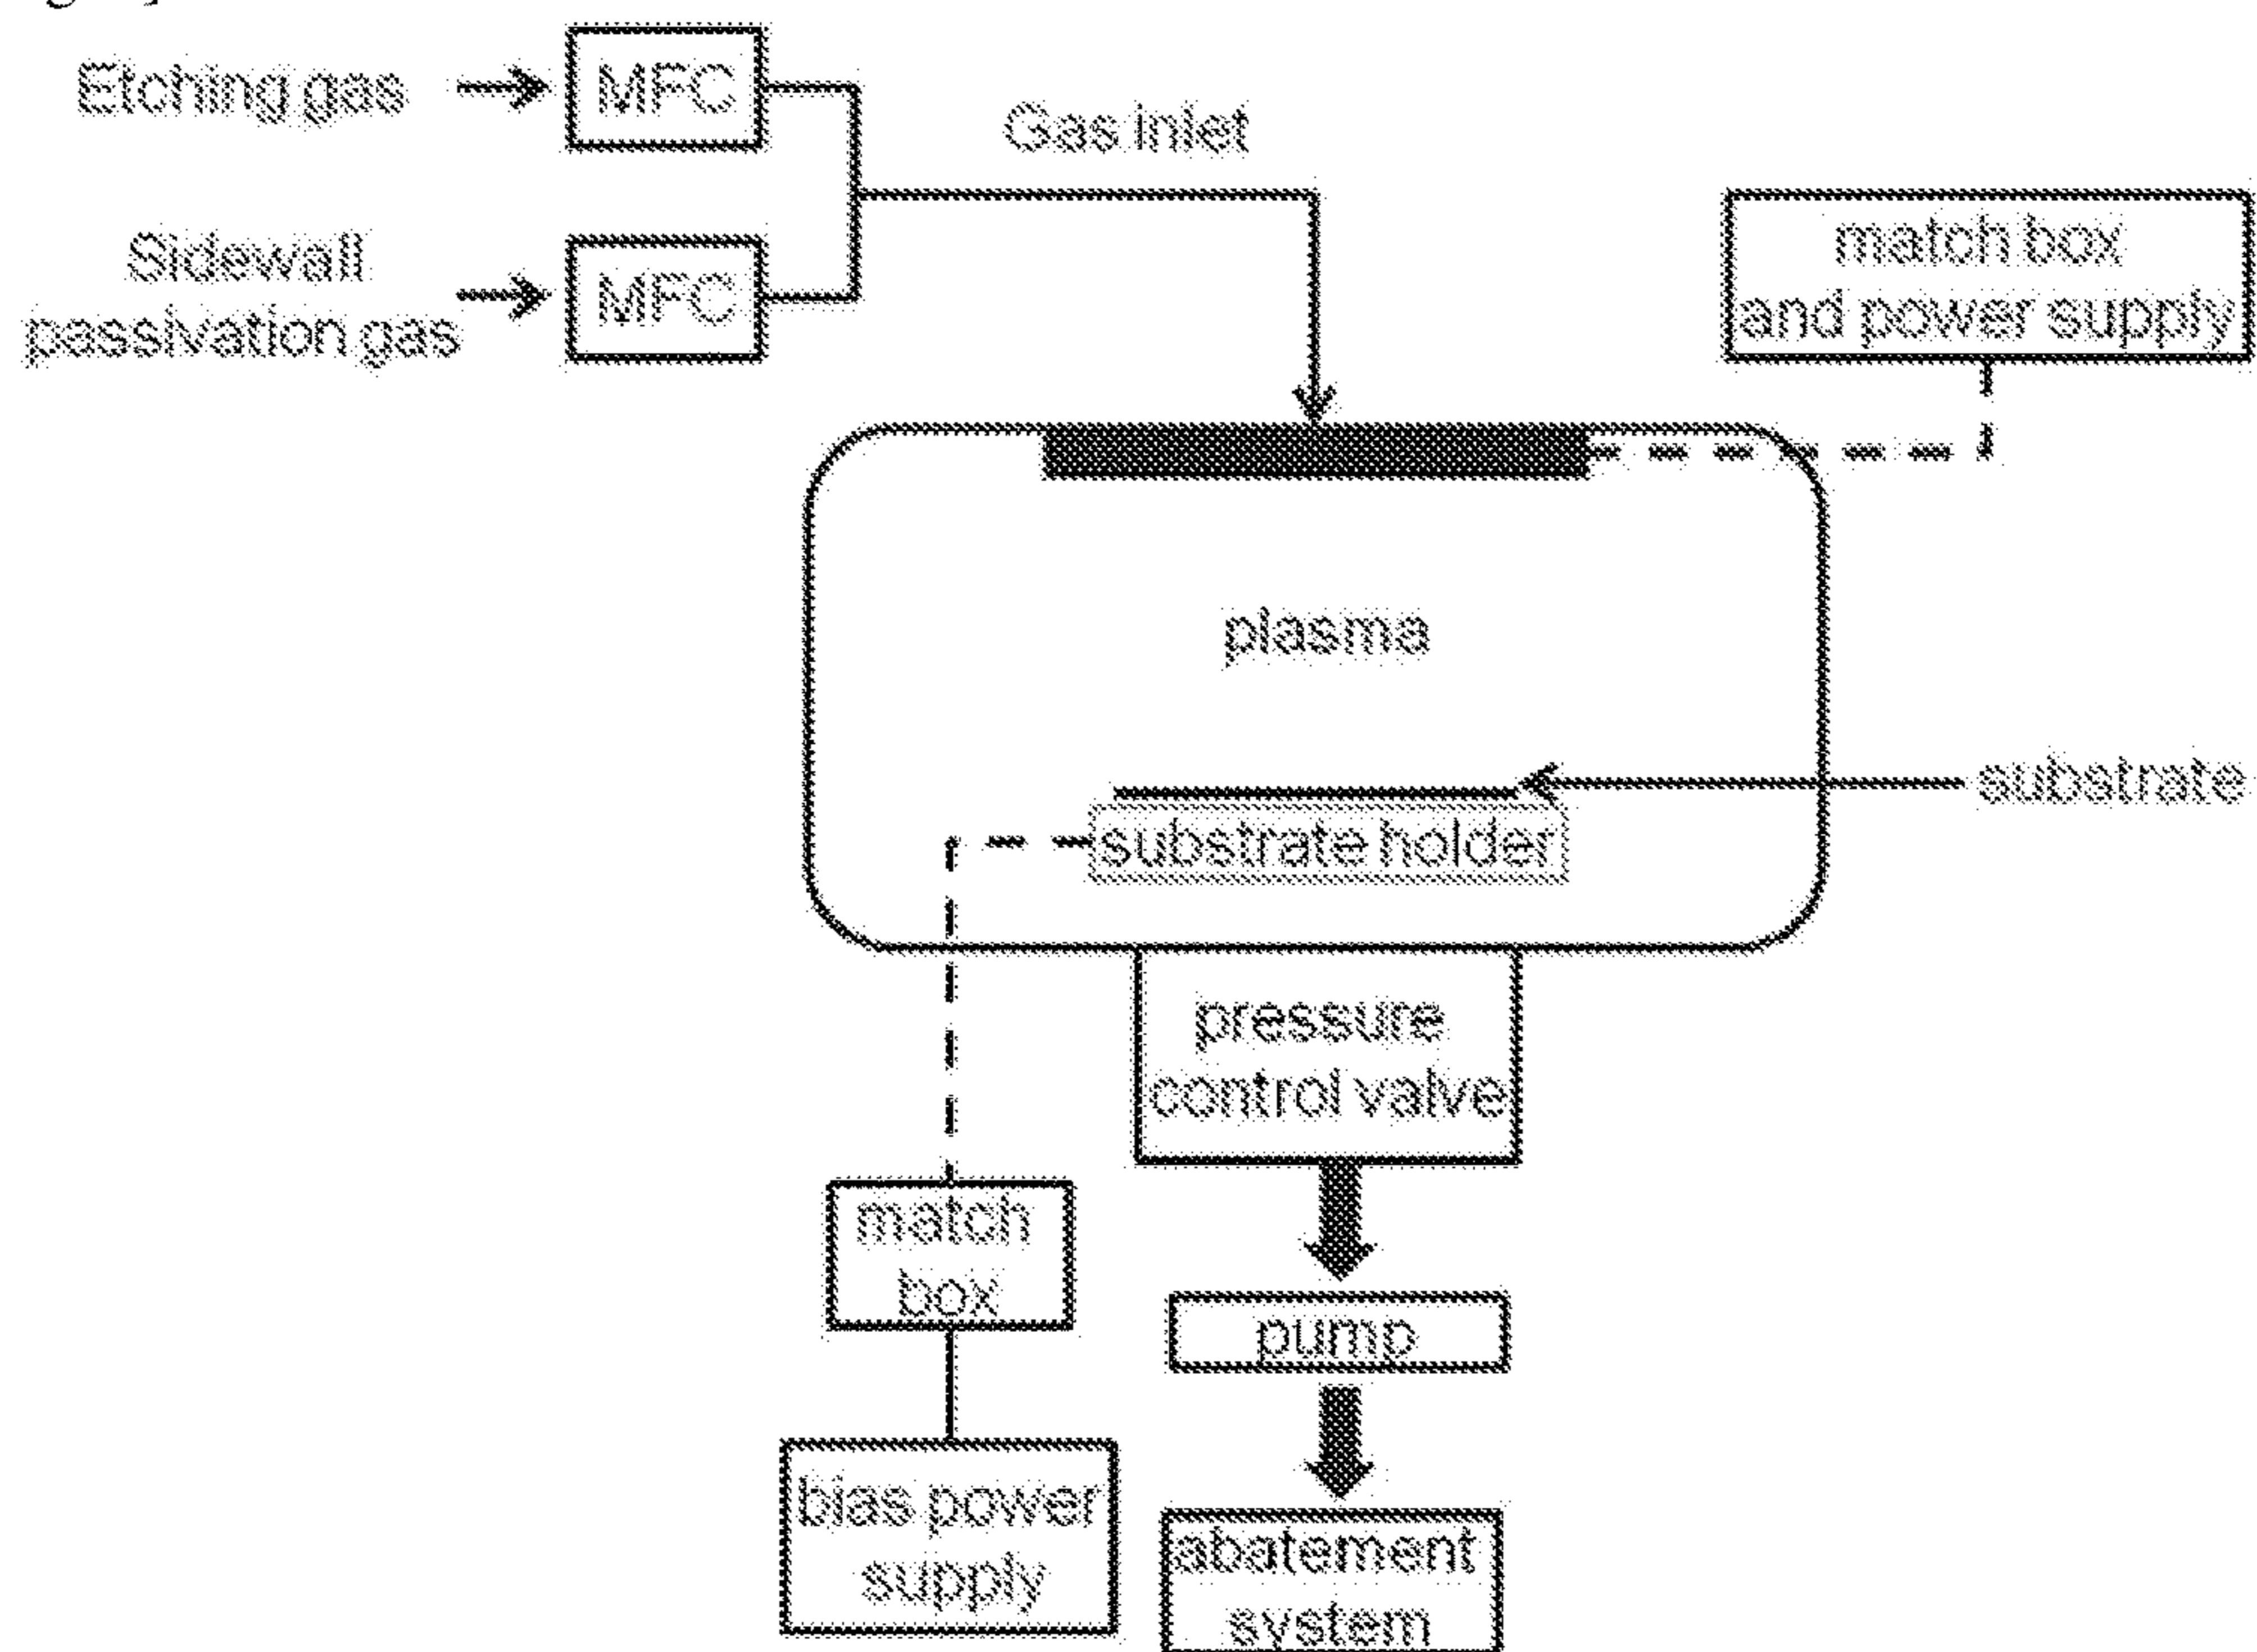 Etching gas
MFC
Gas inlet
Sidewall
passivation gas
MFC
match box
and power supply
plasma
substrate
substrate holder
pressure
control valve
match
box
pump
bias power
supply
abatement
system